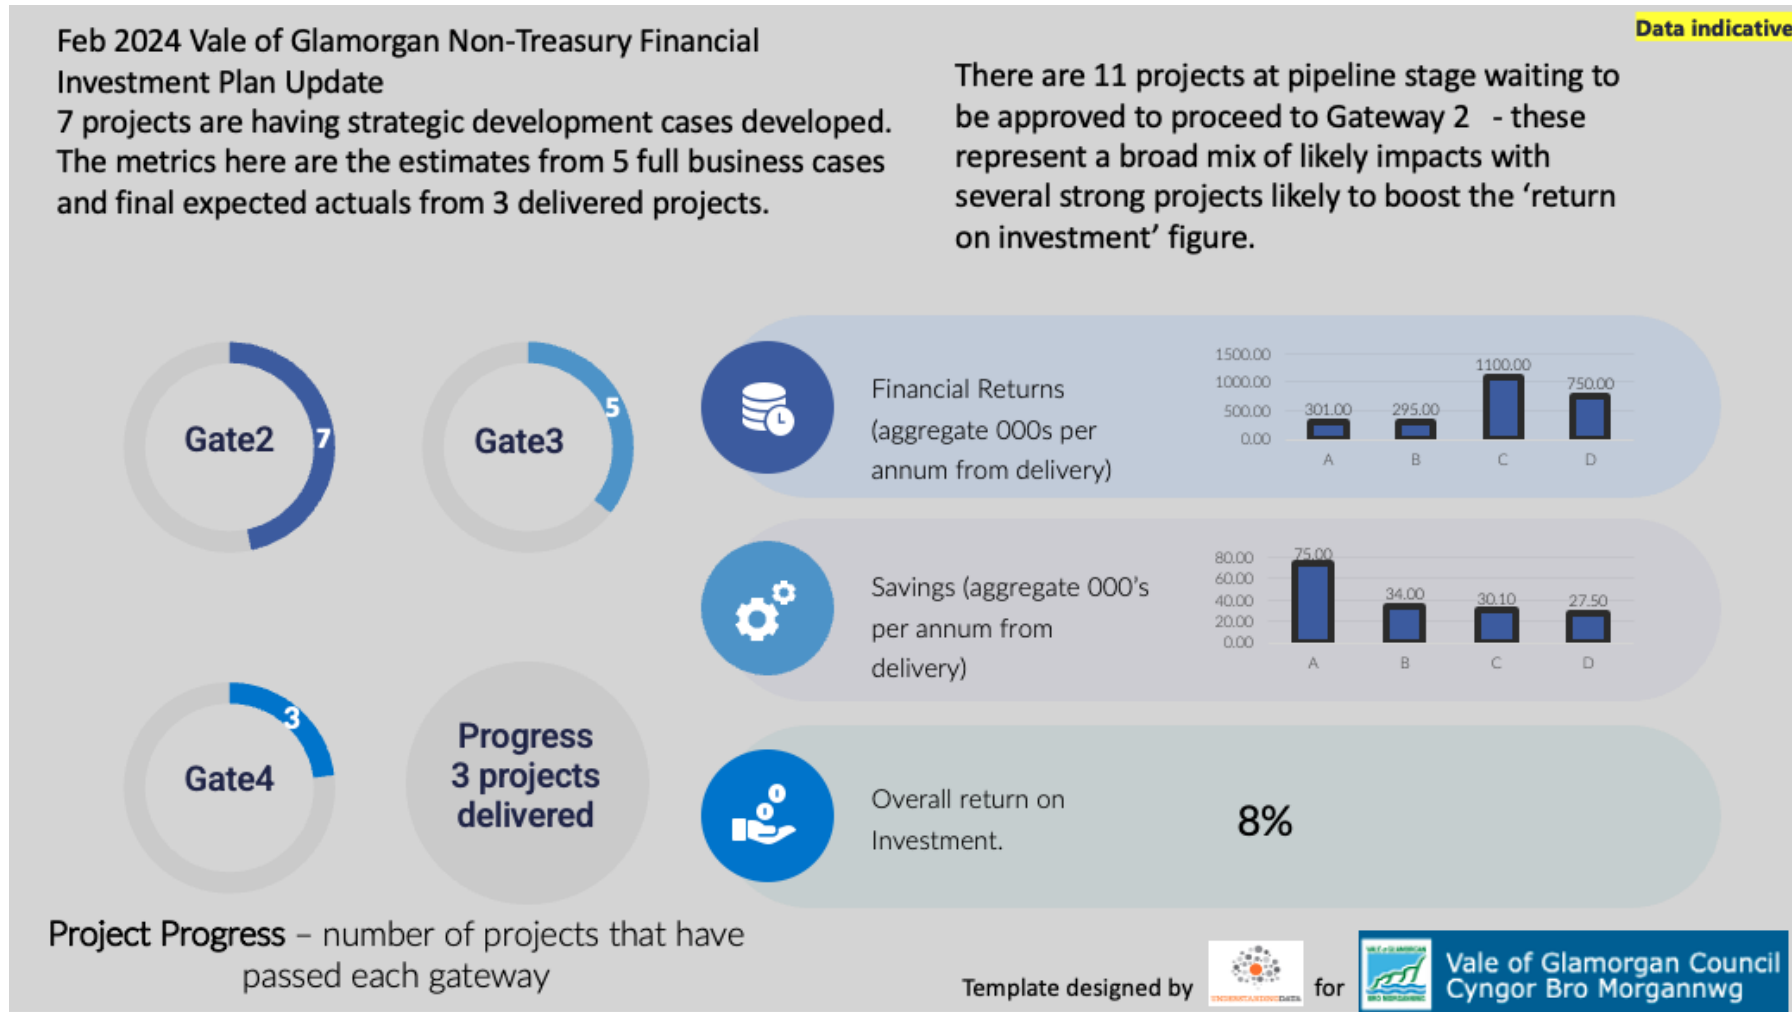 Data indicative
Feb 2024 Vale of Glamorgan Non-Treasury Financial
Investment Plan Update
7 projects are having strategic development cases developed.
The metrics here are the estimates from 5 full business cases
and final expected actuals from 3 delivered projects.
There are 11 projects at pipeline stage waiting to
be approved to proceed to Gateway 2 - these
represent a broad mix of likely impacts with
several strong projects likely to boost the ‘return
on investment’ figure.
Gate2
7
Gate3
5
Gate4
3
Progress
3 projects
delivered
Project Progress – number of projects that have
passed each gateway
Financial Returns
(aggregate 000s per
annum from delivery)
1500.00
1000.00
500.00
0.00
301.00 295.00 1100.00 750.00
A B C D
Savings (aggregate 000’s
per annum from
delivery)
80.00
60.00
40.00
20.00
0.00
75.00 34.00 30.10 27.50
A B C D
Overall return on
Investment.
8%
Template designed by
UNDERSTANDING DATA
for
VALE of GLAMORGAN
BRO MORGANNWG
Vale of Glamorgan Council
Cyngor Bro Morgannwg